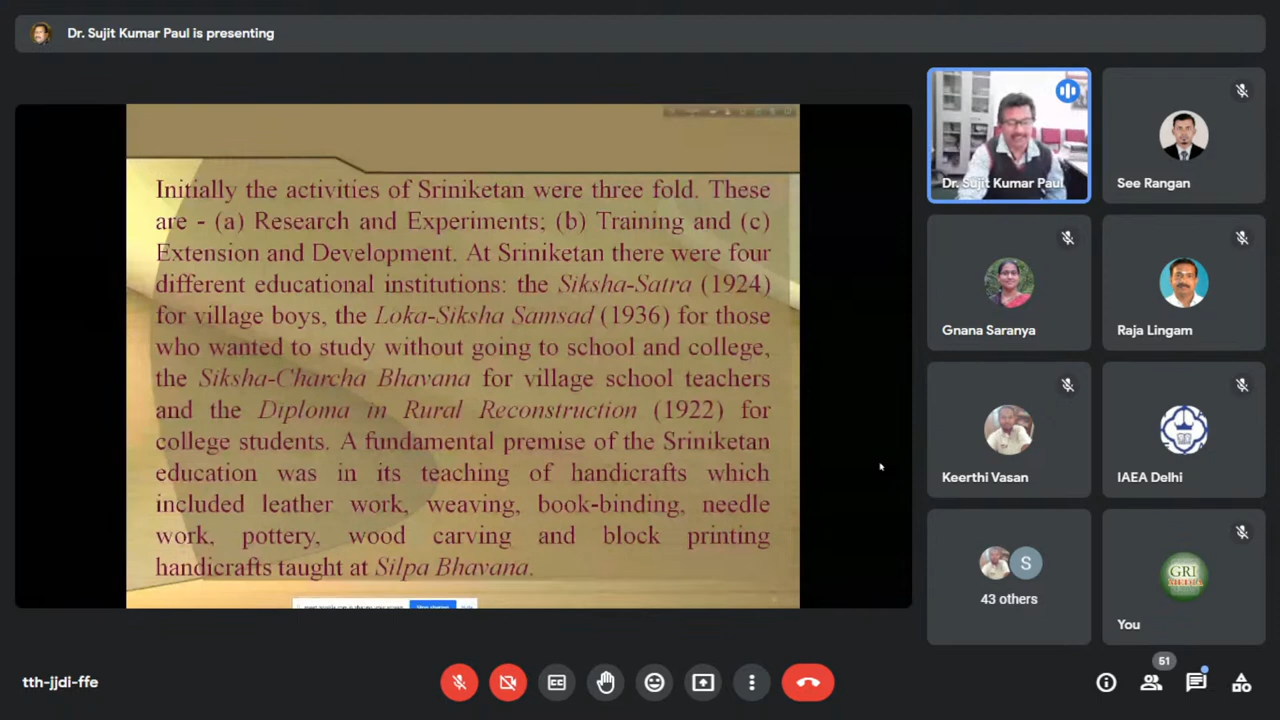 Dr. Sujit Kumar Paul is presenting
Initially the activities of Sriniketan were three fold. These
are - (a) Research and Experiments; (b) Training and (c)
Extension and Development. At Sriniketan there were four
different educational institutions: the Siksha-Satra (1924)
for village boys, the Loka-Siksha Samsad (1936) for those
who wanted to study without going to school and college,
the Siksha-Charcha Bhavana for village school teachers
and the Diploma in Rural Reconstruction (1922) for
college students. A fundamental premise of the Sriniketan
education was in its teaching of handicrafts which
included leather work, weaving, book-binding, needle
work, pottery, wood carving and block printing
handicrafts taught at Silpa Bhavana.
Dr. Sujit Kumar Paul
See Rangan
Gnana Saranya
Raja Lingam
Keerthi Vasan
IAEA Delhi
S
43 others
GRI
You
tth-jjdi-ffe
CC
51